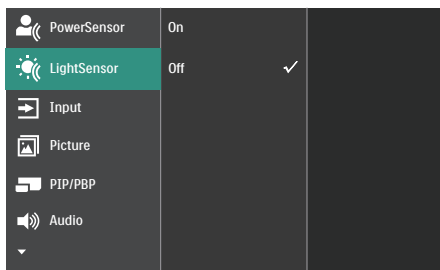 PowerSensor
On
LightSensor
Off
Input
Picture
PIP/PBP
Audio